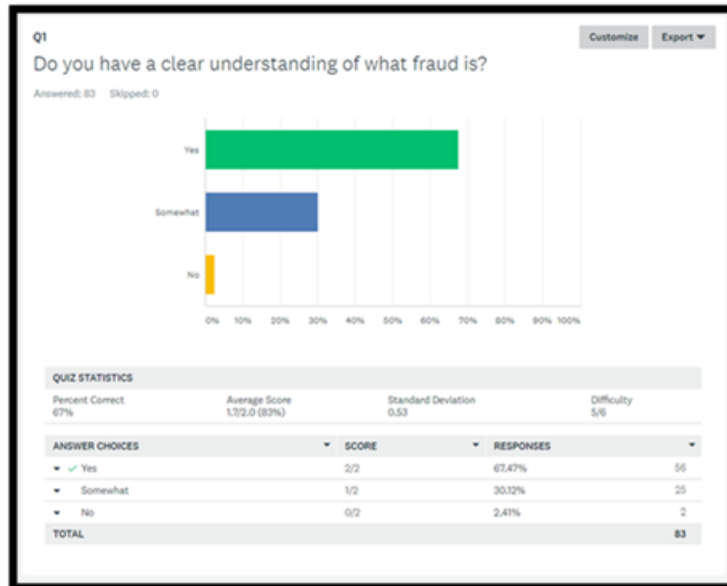 Q1
Customize
Export
Do you have a clear understanding of what fraud is?
Answered: 83 Skipped: 0
Yes
Somewhat
No
0% 10% 20% 30% 40% 50% 60% 70% 80% 90% 100%
QUIZ STATISTICS
Percent Correct Average Score Standard Deviation Difficulty
67% 1.7/2.0 (83%) 0.53 5/6
ANSWER CHOICES SCORE RESPONSES
Yes 2/2 67.47% 56
Somewhat 1/2 30.12% 25
No 0/2 2.41% 2
TOTAL 83